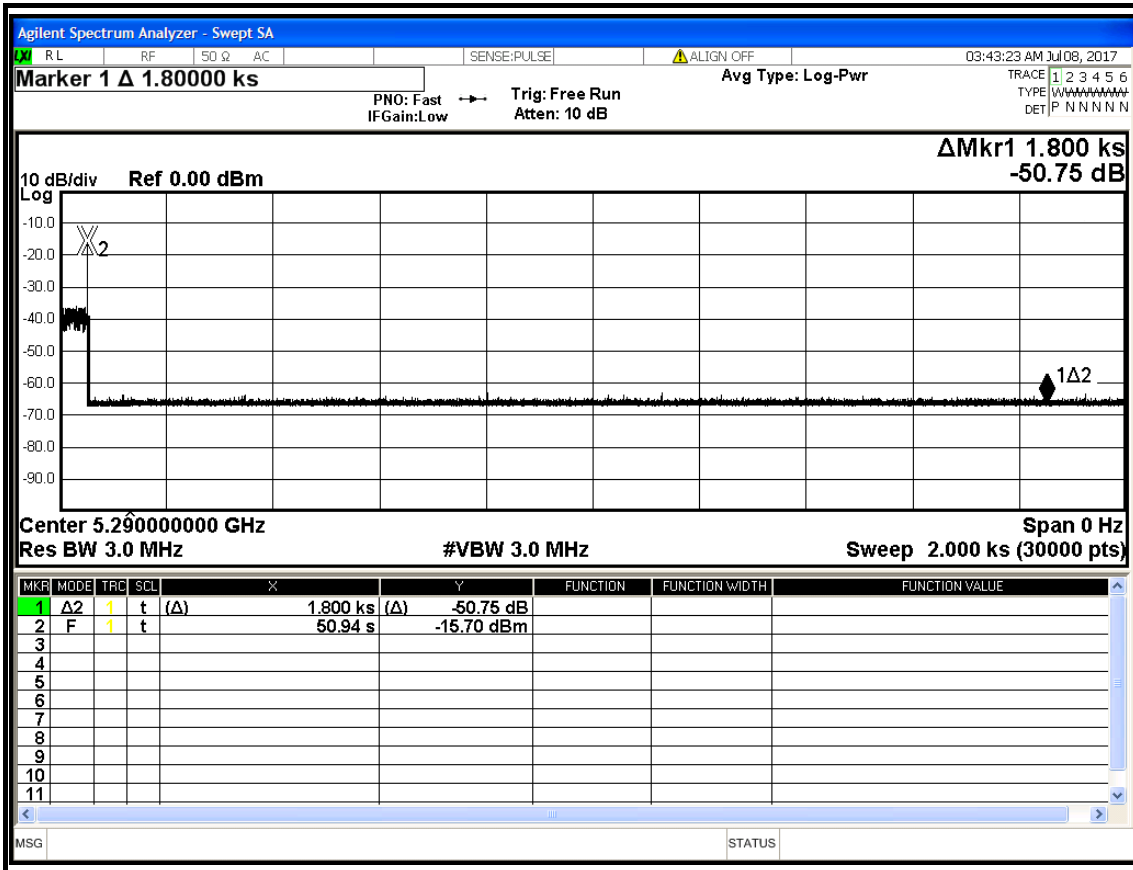 Agilent Spectrum Analyzer - Swept SA
LXI RL RF 50 Ω AC SENSE:PULSE ALIGN OFF 03:43:23 AM Jul 08, 2017
Marker 1 Δ 1.80000 ks
PNO: Fast
IFGain:Low
Trig: Free Run
Atten: 10 dB
Avg Type: Log-Pwr
TRACE 1 2 3 4 5 6
TYPE
DET P N N N N N
ΔMkr1 1.800 ks
-50.75 dB
10 dB/div Ref 0.00 dBm
Log
-10.0
-20.0
-30.0
-40.0
-50.0
-60.0
-70.0
-80.0
-90.0
2
1Δ2
Center 5.290000000 GHz Span 0 Hz
Res BW 3.0 MHz #VBW 3.0 MHz Sweep 2.000 ks (30000 pts)
MKR MODE TRC SCL X Y FUNCTION FUNCTION WIDTH FUNCTION VALUE
1 Δ2 1 t (Δ) 1.800 ks (Δ) -50.75 dB
2 F 1 t 50.94 s -15.70 dBm
3
4
5
6
7
8
9
10
11
MSG STATUS